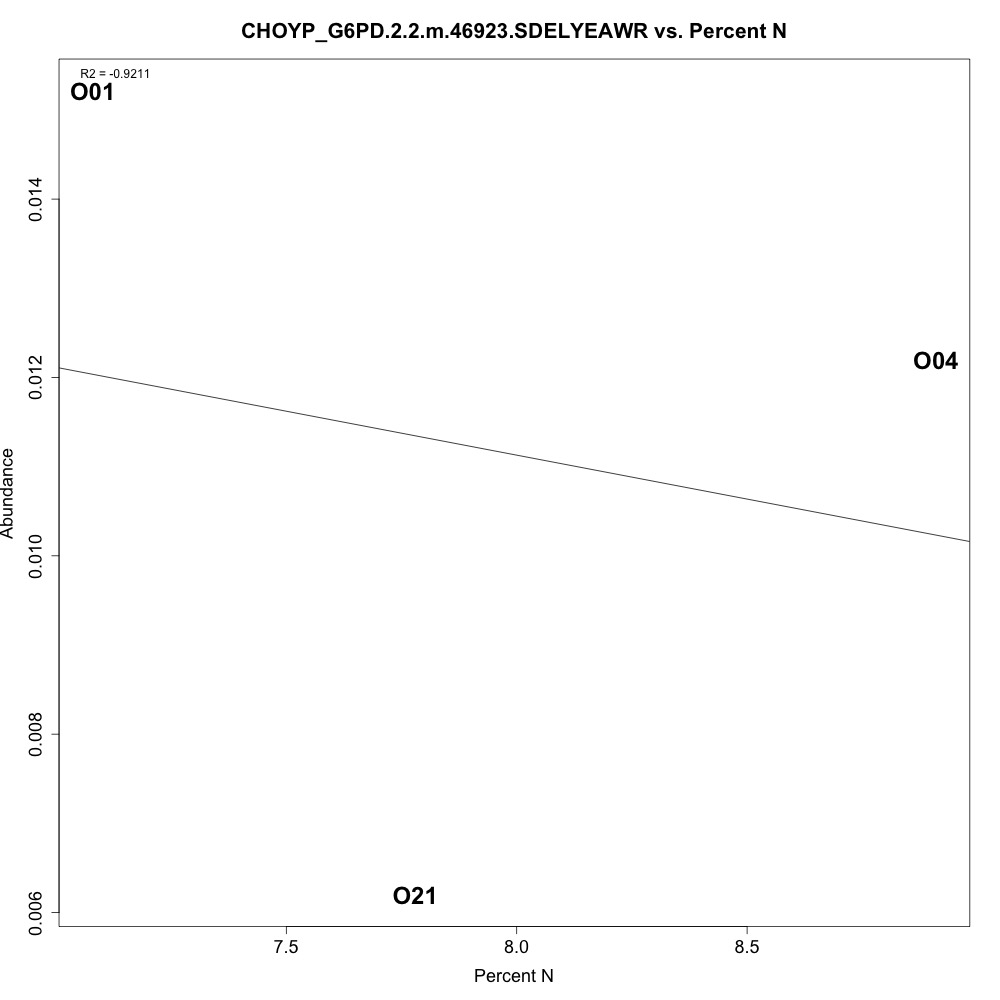 CHOYP_G6PD.2.2.m.46923.SDELYEAWR vs. Percent N
R2 = -0.9211
O01
0.014
O04
0.012
Abundance
0.010
0.008
O21
0.006
7.5 8.0 8.5
Percent N